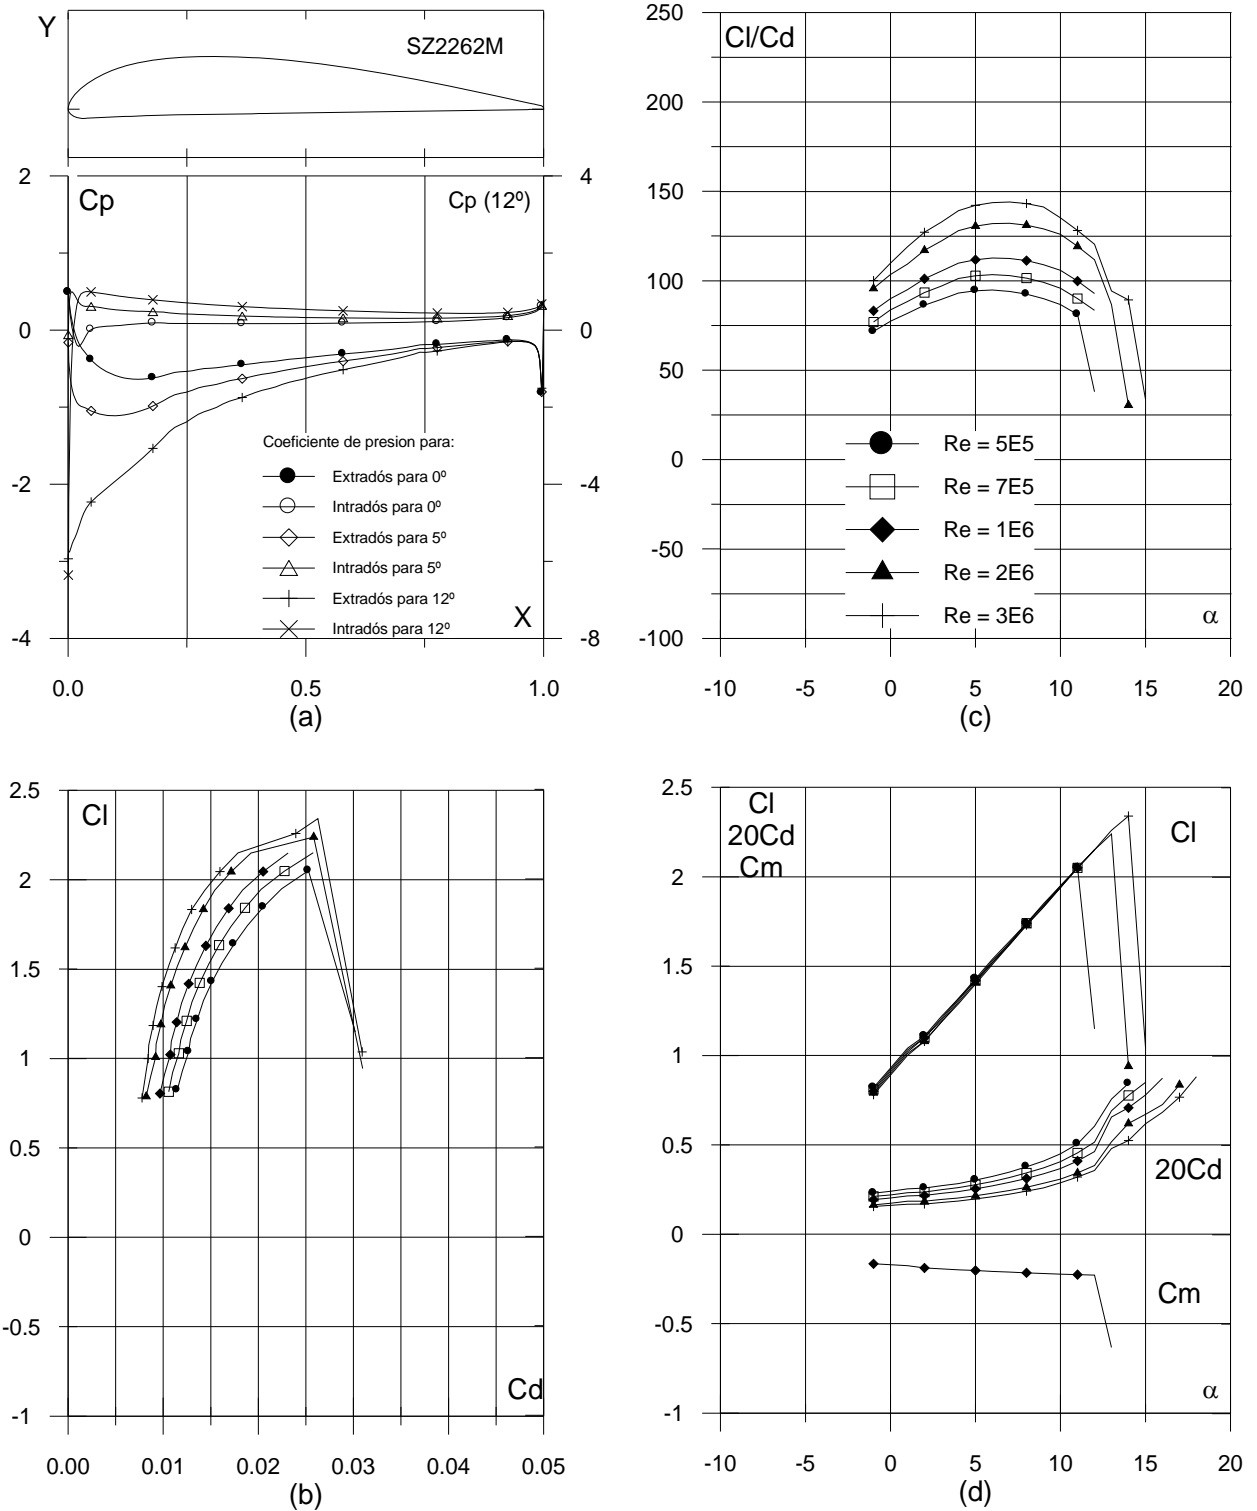 Y
SZ2262M
2
Cp
Cp (12º)
4
0
0
-2
-4
-4
-8
Coeficiente de presion para:
Extradós para 0º
Intradós para 0º
Extradós para 5º
Intradós para 5º
Extradós para 12º
Intradós para 12º
X
0.0
0.5
1.0
(a)
250
Cl/Cd
200
150
100
50
0
-50
-100
Re = 5E5
Re = 7E5
Re = 1E6
Re = 2E6
Re = 3E6
α
-10
-5
0
5
10
15
20
(c)
2.5
Cl
2
1.5
1
0.5
0
-0.5
-1
Cd
0.00
0.01
0.02
0.03
0.04
0.05
(b)
2.5
Cl
20Cd
Cm
Cl
2
1.5
1
0.5
20Cd
0
Cm
-0.5
α
-1
-10
-5
0
5
10
15
20
(d)